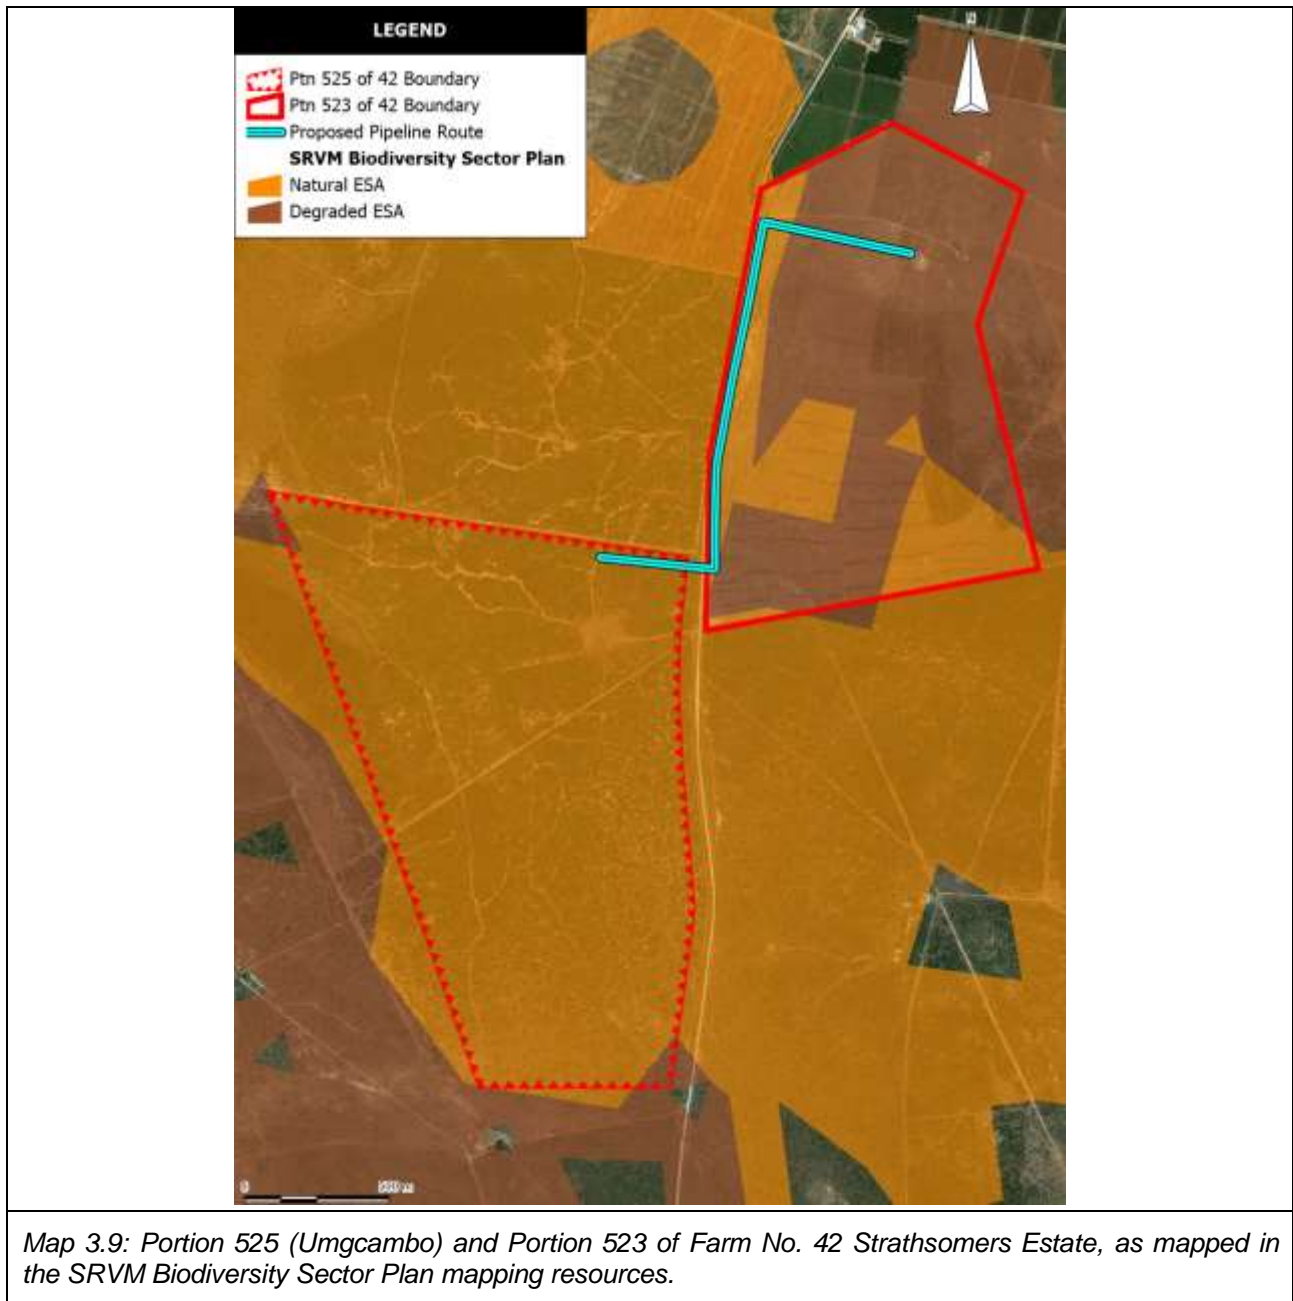 LEGEND
Ptn 525 of 42 Boundary
Ptn 523 of 42 Boundary
Proposed Pipeline Route
SRVM Biodiversity Sector Plan
Natural ESA
Degraded ESA
0
Map 3.9: Portion 525 (Umgcambo) and Portion 523 of Farm No. 42 Strathsomers Estate, as mapped in
the SRVM Biodiversity Sector Plan mapping resources.